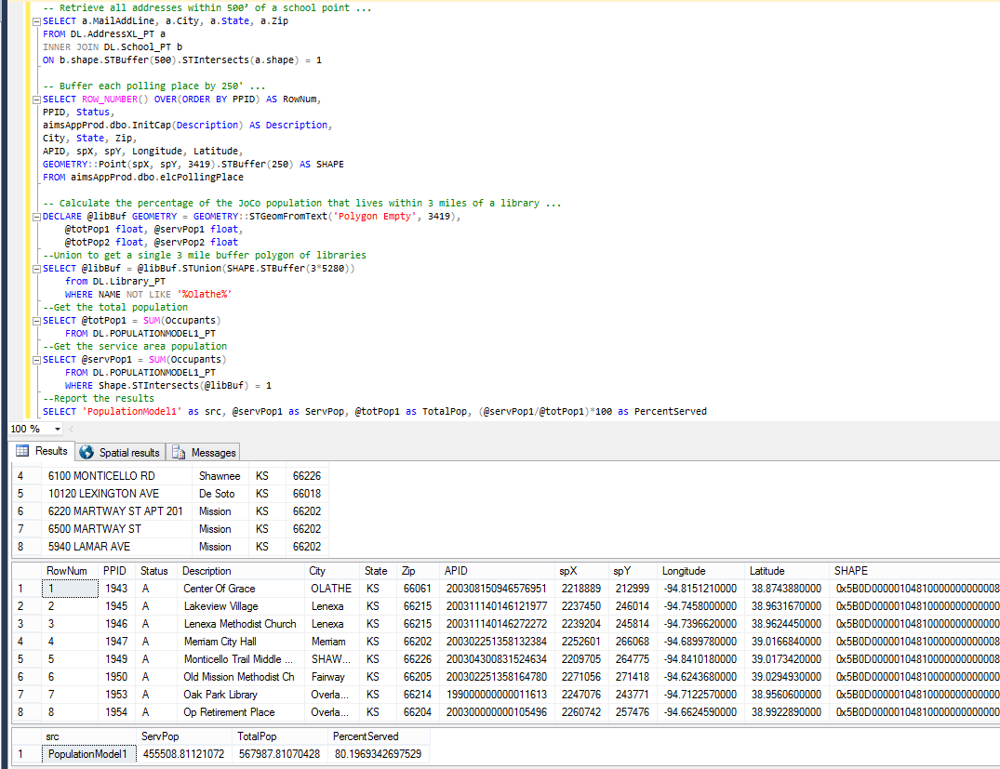 -- Retrieve all addresses within 500’ of a school point ...
SELECT a.MailAddLine, a.City, a.State, a.Zip
FROM DL.AddressXL_PT a
INNER JOIN DL.School_PT b
ON b.shape.STBuffer(500).STIntersects(a.shape) = 1
-- Buffer each polling place by 250' ...
SELECT ROW_NUMBER() OVER(ORDER BY PPID) AS RowNum,
PPID, Status,
aimsAppProd.dbo.InitCap(Description) AS Description,
City, State, Zip,
APID, spX, spY, Longitude, Latitude,
GEOMETRY::Point(spX, spY, 3419).STBuffer(250) AS SHAPE
FROM aimsAppProd.dbo.elcPollingPlace
-- Calculate the percentage of the JoCo population that lives within 3 miles of a library ...
DECLARE @libBuf GEOMETRY = GEOMETRY::STGeomFromText('Polygon Empty', 3419),
@totPop1 float, @servPop1 float,
@totPop2 float, @servPop2 float
--Union to get a single 3 mile buffer polygon of libraries
SELECT @libBuf = @libBuf.STUnion(SHAPE.STBuffer(3*5280))
from DL.Library_PT
WHERE NAME NOT LIKE '%Olathe%'
--Get the total population
SELECT @totPop1 = SUM(Occupants)
FROM DL.POPULATIONMODEL1_PT
--Get the service area population
SELECT @servPop1 = SUM(Occupants)
FROM DL.POPULATIONMODEL1_PT
WHERE Shape.STIntersects(@libBuf) = 1
--Report the results
SELECT 'PopulationModel1' as src, @servPop1 as ServPop, @totPop1 as TotalPop, (@servPop1/@totPop1)*100 as PercentServed
100 %
Results Spatial results Messages
4 6100 MONTICELLO RD Shawnee KS 66226
5 10120 LEXINGTON AVE De Soto KS 66018
6 6220 MARTWAY ST APT 201 Mission KS 66202
7 6500 MARTWAY ST Mission KS 66202
8 5940 LAMAR AVE Mission KS 66202
RowNum PPID Status Description City State Zip APID spX spY Longitude Latitude SHAPE
1 1 1943 A Center Of Grace OLATHE KS 66061 200308150946576951 2218889 212999 -94.8151210000 38.8743880000 0x5B0D00000104810000000000008
2 2 1945 A Lakeview Village Lenexa KS 66215 200311140146121977 2237450 246014 -94.7458000000 38.9631670000 0x5B0D00000104810000000000000
3 3 1946 A Lenexa Methodist Church Lenexa KS 66215 200311140146272272 2239204 245814 -94.7396620000 38.9624450000 0x5B0D00000104810000000000000
4 4 1947 A Merriam City Hall Merriam KS 66202 200302251358132384 2252601 266068 -94.6899780000 39.0166840000 0x5B0D00000104810000000000008
5 5 1949 A Monticello Trail Middle ... SHAW... KS 66226 200304300831524634 2209705 264775 -94.8410180000 39.0173420000 0x5B0D00000104810000000000008
6 6 1950 A Old Mission Methodist Ch Fairway KS 66205 200302251358164780 2271056 271418 -94.6243680000 39.0294930000 0x5B0D00000104810000000000000
7 7 1953 A Oak Park Library Overla... KS 66214 199000000000011613 2247076 243771 -94.7122570000 38.9560600000 0x5B0D00000104810000000000000
8 8 1954 A Op Retirement Place Overla... KS 66204 200300000000105496 2260742 257476 -94.6624590000 38.9922890000 0x5B0D00000104810000000000000
src ServPop TotalPop PercentServed
1 PopulationModel1 455508.81121072 567987.81070428 80.1969342697529